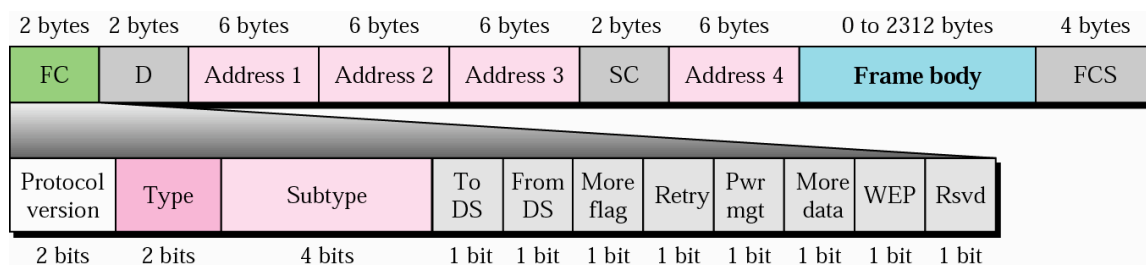 2 bytes 2 bytes 6 bytes 6 bytes 6 bytes 2 bytes 6 bytes 0 to 2312 bytes 4 bytes
FC D Address 1 Address 2 Address 3 SC Address 4 Frame body FCS
Protocol version Type Subtype To DS From DS More flag Retry Pwr mgt More data WEP Rsvd
2 bits 2 bits 4 bits 1 bit 1 bit 1 bit 1 bit 1 bit 1 bit 1 bit 1 bit